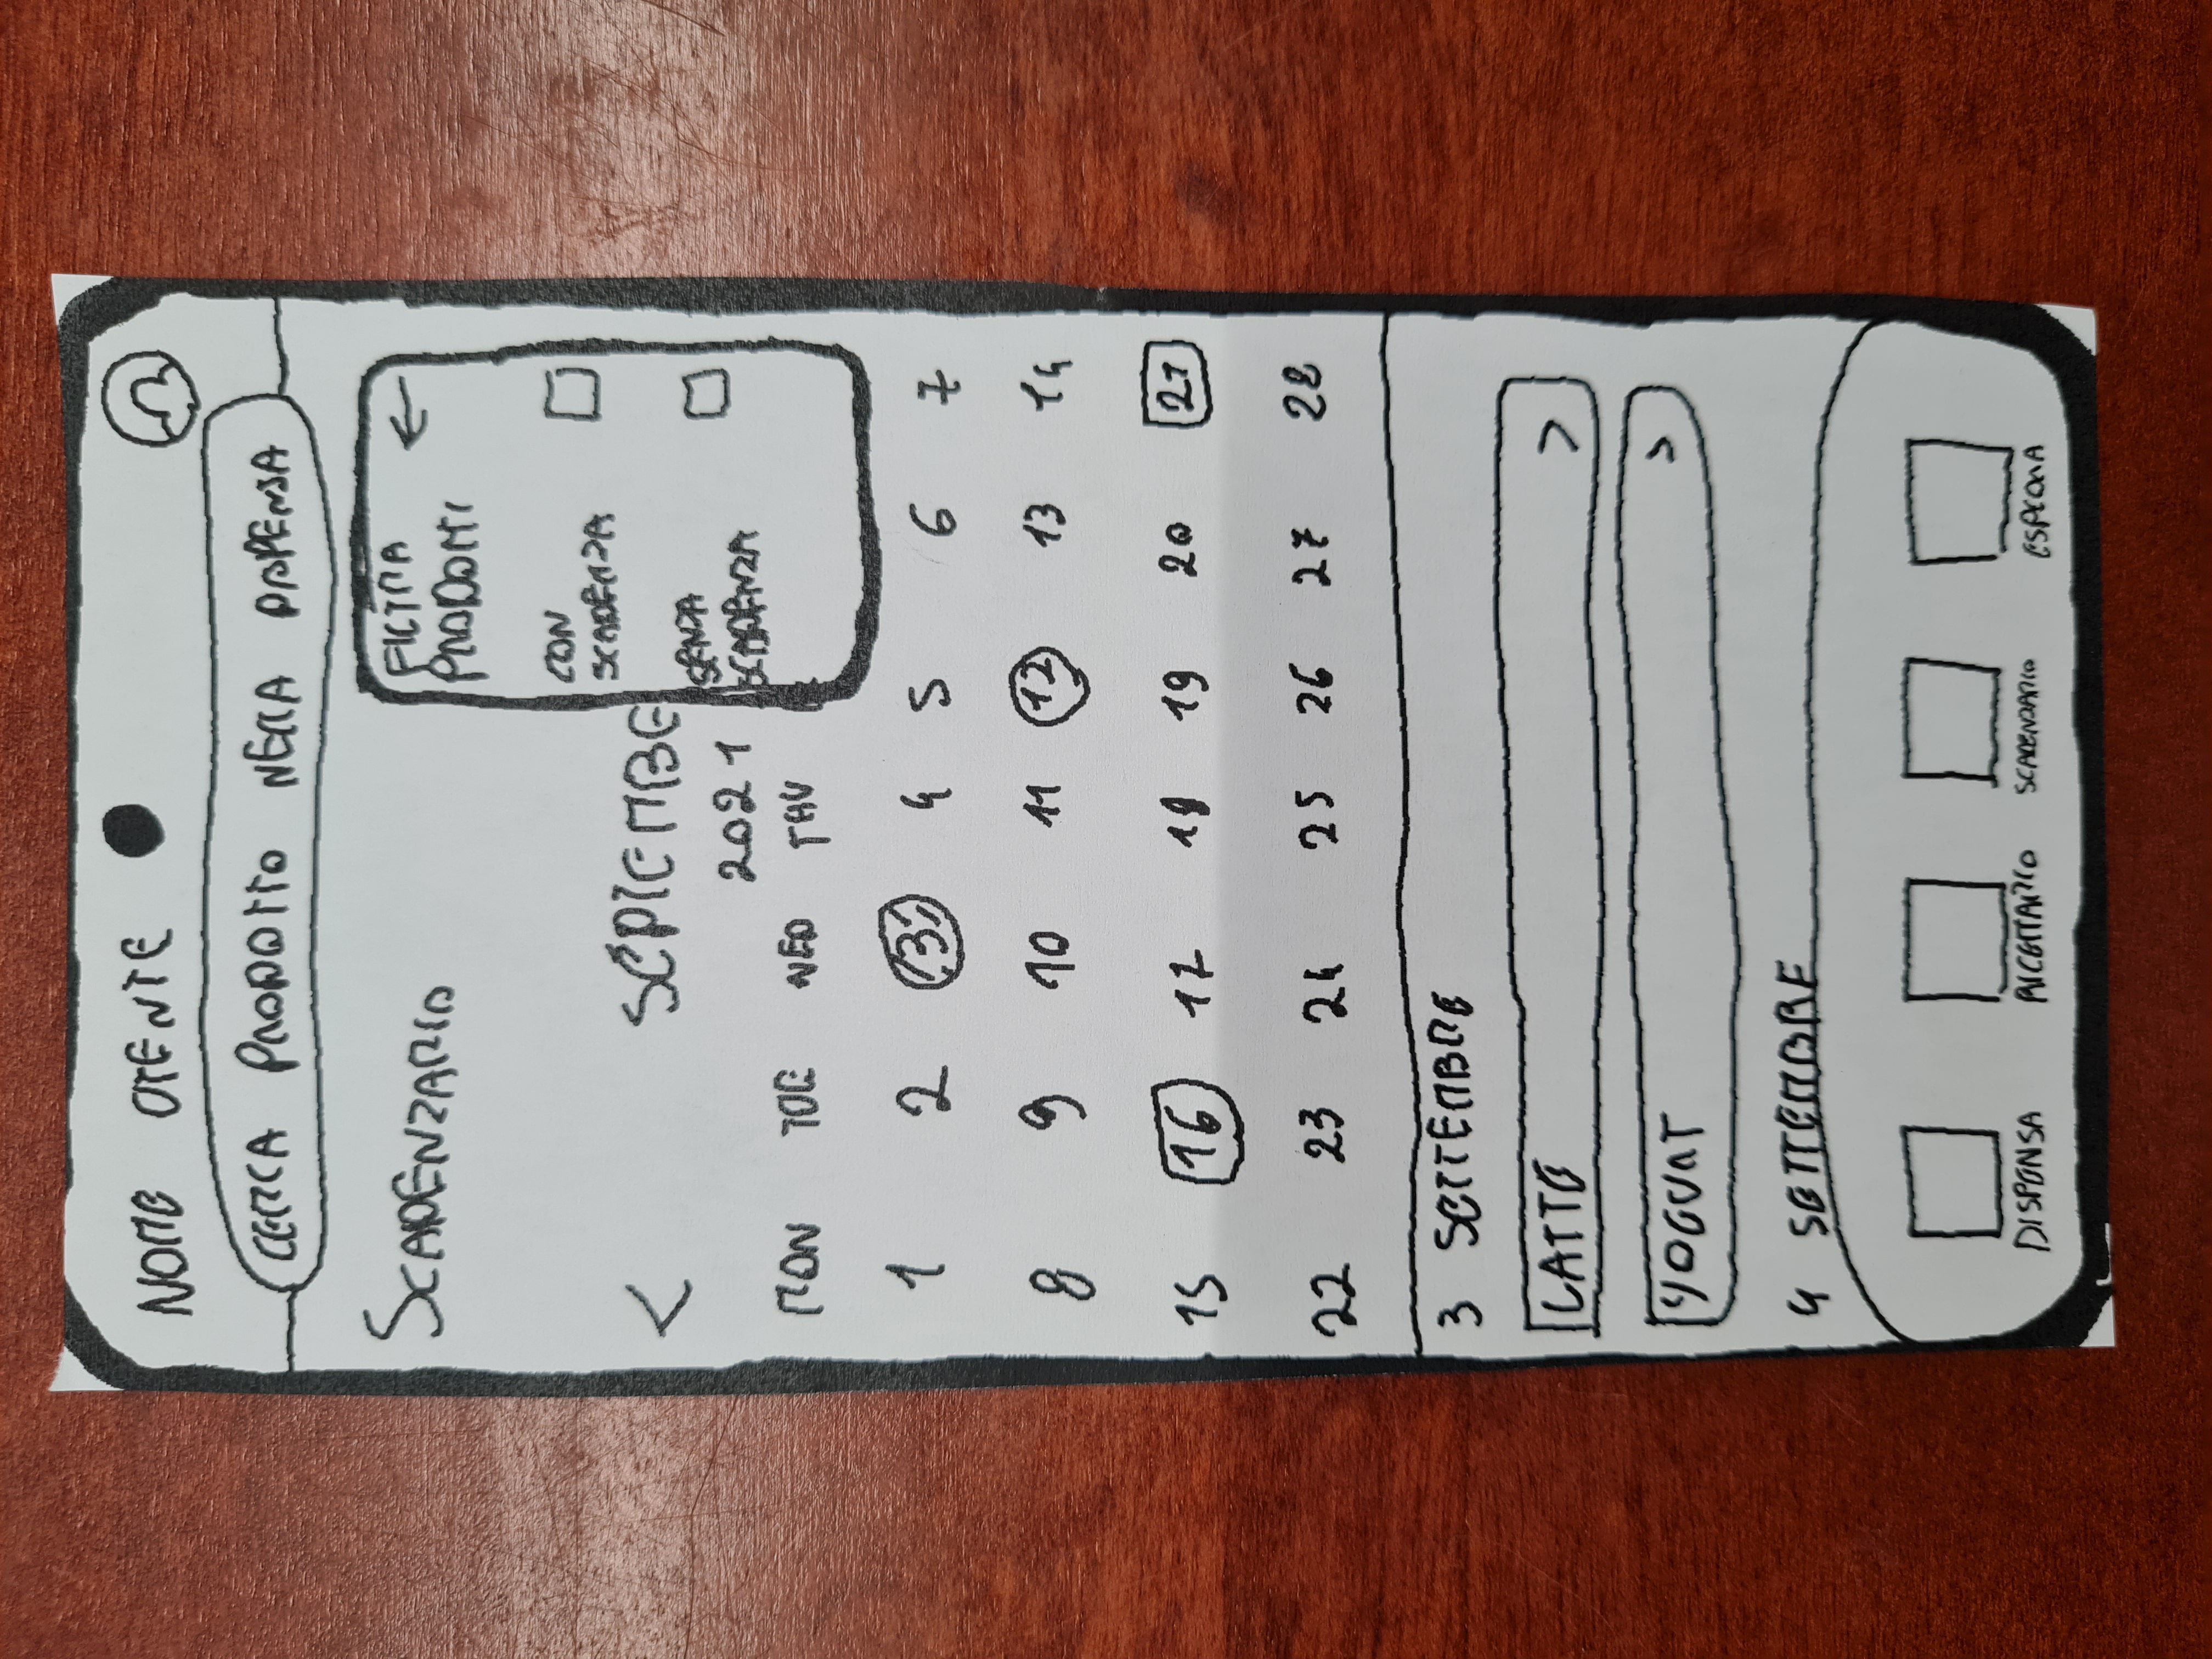 NOME UTENTE
CERCA PRODOTTO NELLA DISPENSA
SCADENZARIO
FILTRA
PRODOTTI
CON
SCADENZA
SENZA
SCADENZA
<
SEPTEMBE
2021
MON TUE WED THU
1 2 3 4 5 6 7
8 9 10 11 12 13 14
15 16 17 18 19 20 21
22 23 24 25 26 27 28
3 SETTEMBRE
LATTE >
YOGURT >
4 SETTEMBRE
DISPENSA RICETTARIO SCADENZARIO ESPLORA